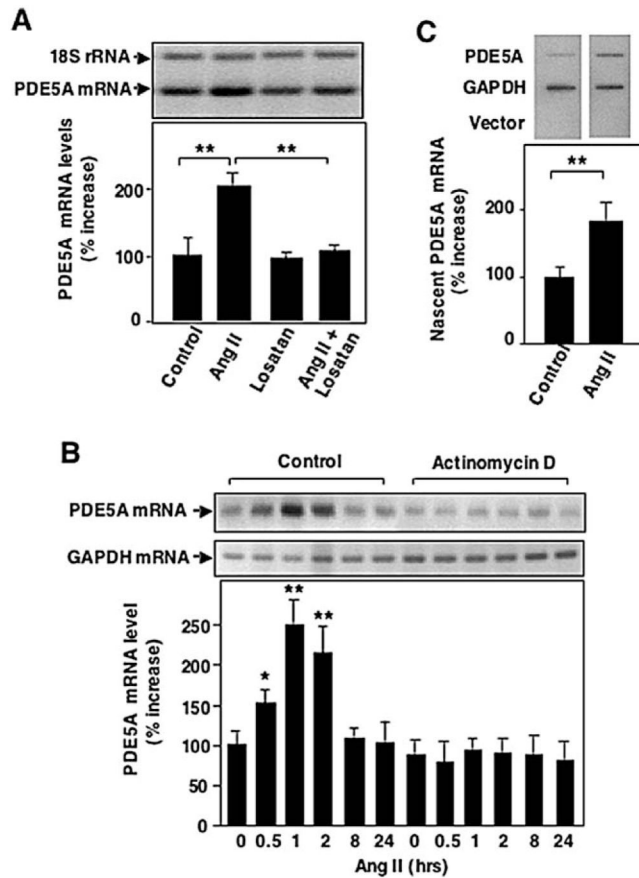 A
18S rRNA
PDE5A mRNA
PDE5A mRNA levels
(% increase)
200
100
0
** **
Control
Ang II
Losatan
Ang II +
Losatan
C
PDE5A
GAPDH
Vector
Nascent PDE5A mRNA
(% increase)
200
100
0
**
Control
Ang II
B
Control Actinomycin D
PDE5A mRNA
GAPDH mRNA
PDE5A mRNA level
(% increase)
250
200
150
100
50
0
* ** **
0 0.5 1 2 8 24 0 0.5 1 2 8 24
Ang II (hrs)